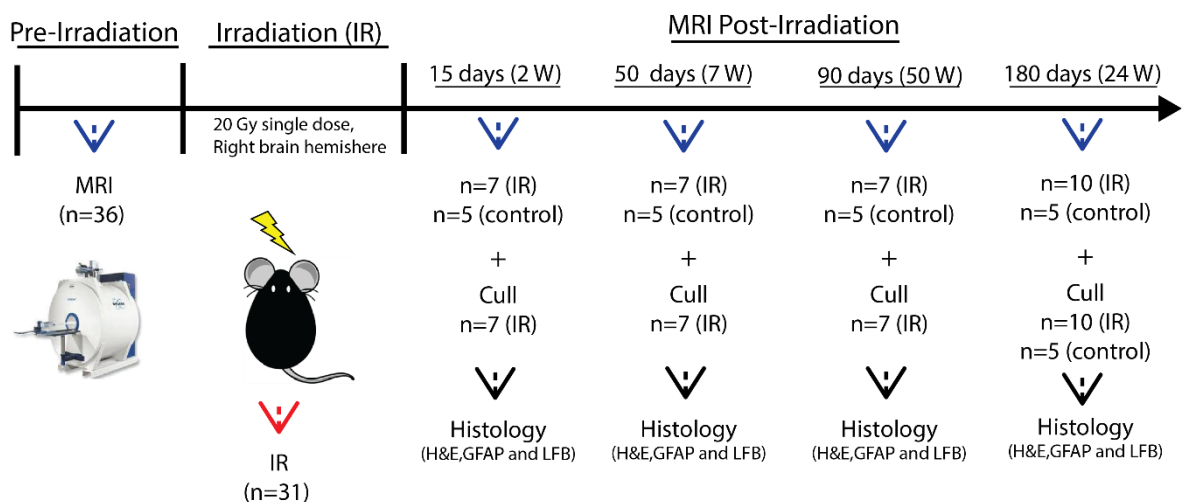 Pre-Irradiation
Irradiation (IR)
MRI Post-Irradiation
15 days (2 W)
50 days (7 W)
90 days (50 W)
180 days (24 W)
20 Gy single dose,
Right brain hemishere
MRI
(n=36)
IR
(n=31)
n=7 (IR)
n=5 (control)
+
Cull
n=7 (IR)
Histology
(H&E,GFAP and LFB)
n=7 (IR)
n=5 (control)
+
Cull
n=7 (IR)
Histology
(H&E,GFAP and LFB)
n=7 (IR)
n=5 (control)
+
Cull
n=7 (IR)
Histology
(H&E,GFAP and LFB)
n=10 (IR)
n=5 (control)
+
Cull
n=10 (IR)
n=5 (control)
Histology
(H&E,GFAP and LFB)